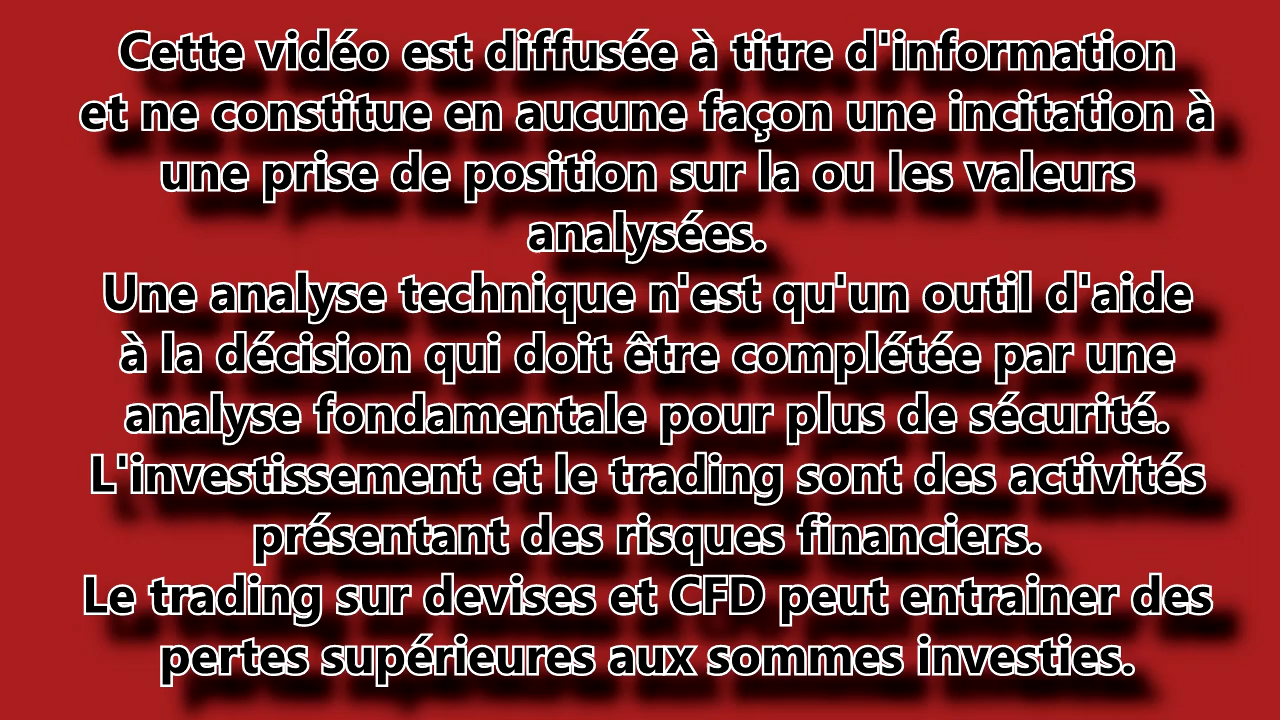 Cette vidéo est diffusée à titre d'information
et ne constitue en aucune façon une incitation à
une prise de position sur la ou les valeurs
analysées.
Une analyse technique n'est qu'un outil d'aide
à la décision qui doit être complétée par une
analyse fondamentale pour plus de sécurité.
L'investissement et le trading sont des activités
présentant des risques financiers.
Le trading sur devises et CFD peut entrainer des
pertes supérieures aux sommes investies.